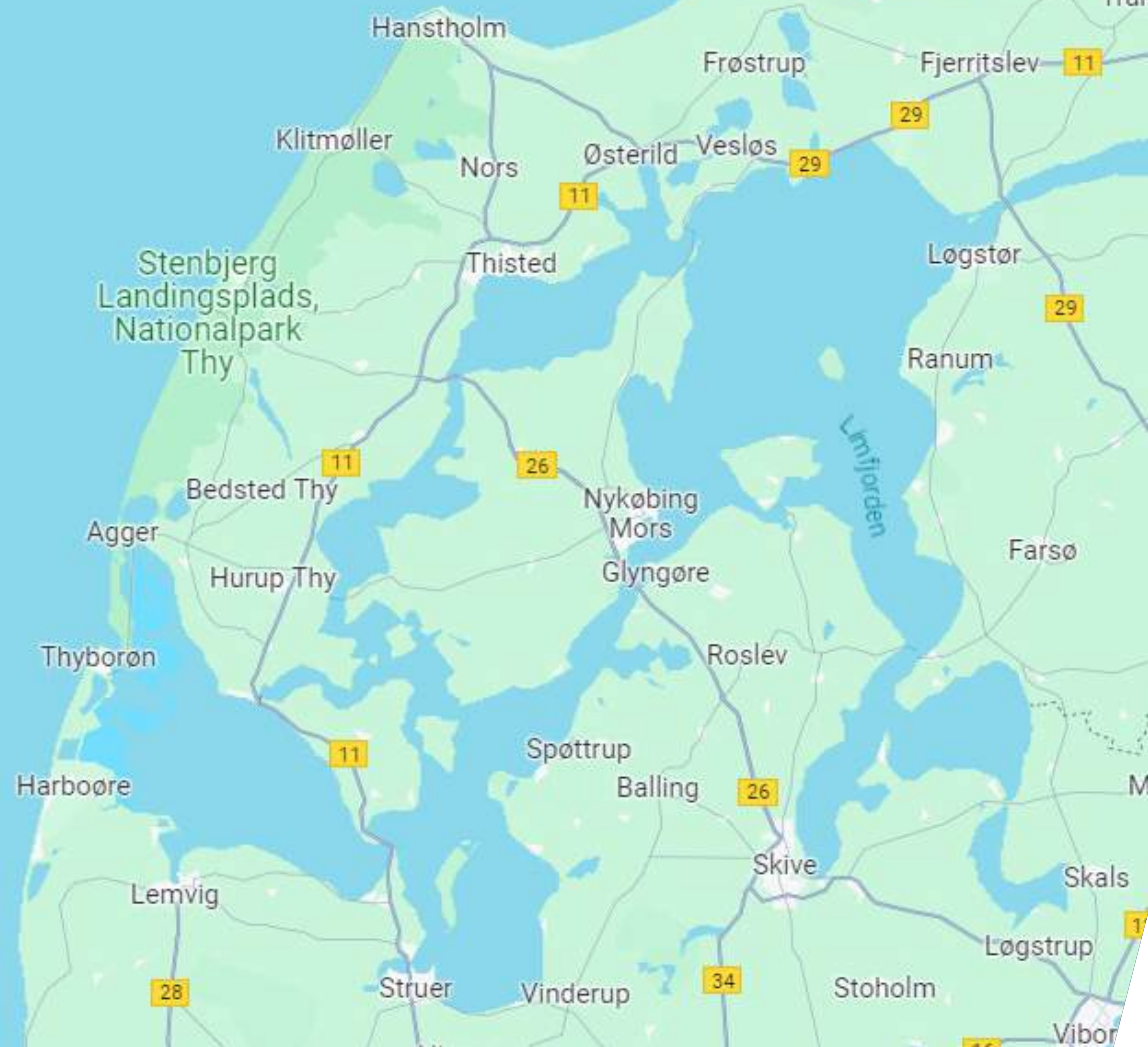 Hanstholm
Frøstrup
Fjerritslev
11
29
Klitmøller
Østerild
Vesløs
29
Nors
11
Thisted
Løgstør
Stenbjerg
Landingsplads,
Nationalpark
Thy
29
Ranum
Limfjorden
11
26
Bedsted Thy
Nykøbing
Mors
Agger
Farsø
Hurup Thy
Glyngøre
Thyborøn
Roslev
11
Spøttrup
Harboøre
Balling
26
M
Skive
Skals
Lemvig
Løgstrup
28
Struer
Vinderup
34
Stoholm
Vibor